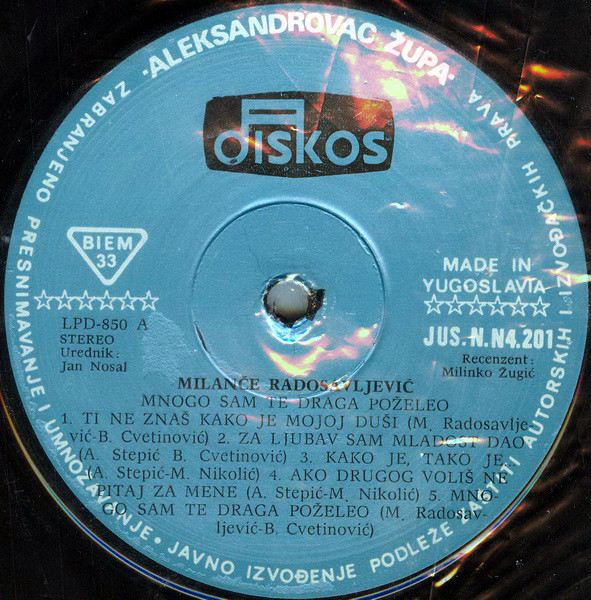 ZABRANJENO PRESNIMAVANJE I UMNOŽAVANJE • JAVNO IZVOĐENJE PODLEŽE ZAŠTITI AUTORSKIH I IZVOĐAČKIH PRAVA
• ALEKSANDROVAC ŽUPA •
DISKOS
BIEM
33
MADE IN
YUGOSLAVIA
☆☆☆☆☆☆
☆☆☆☆☆☆
LPD-850 A
STEREO
Urednik:
Jan Nosal
JUS.-N.N4.201
Recenzent:
Milinko Žugić
MILANČE RADOSAVLJEVIĆ
MNOGO SAM TE DRAGA POŽELEO
1. TI NE ZNAŠ KAKO JE MOJOJ DUŠI (M. Radosavlje-
vić-B. Cvetinović) 2. ZA LJUBAV SAM MLADOST DAO
(A. Stepić B. Cvetinović) 3. KAKO JE, TAKO JE
(A. Stepić-M. Nikolić) 4. AKO DRUGOG VOLIŠ NE
PITAJ ZA MENE (A. Stepić-M. Nikolić) 5. MNO
GO SAM TE DRAGA POŽELEO (M. Radosav-
ljević-B. Cvetinović)